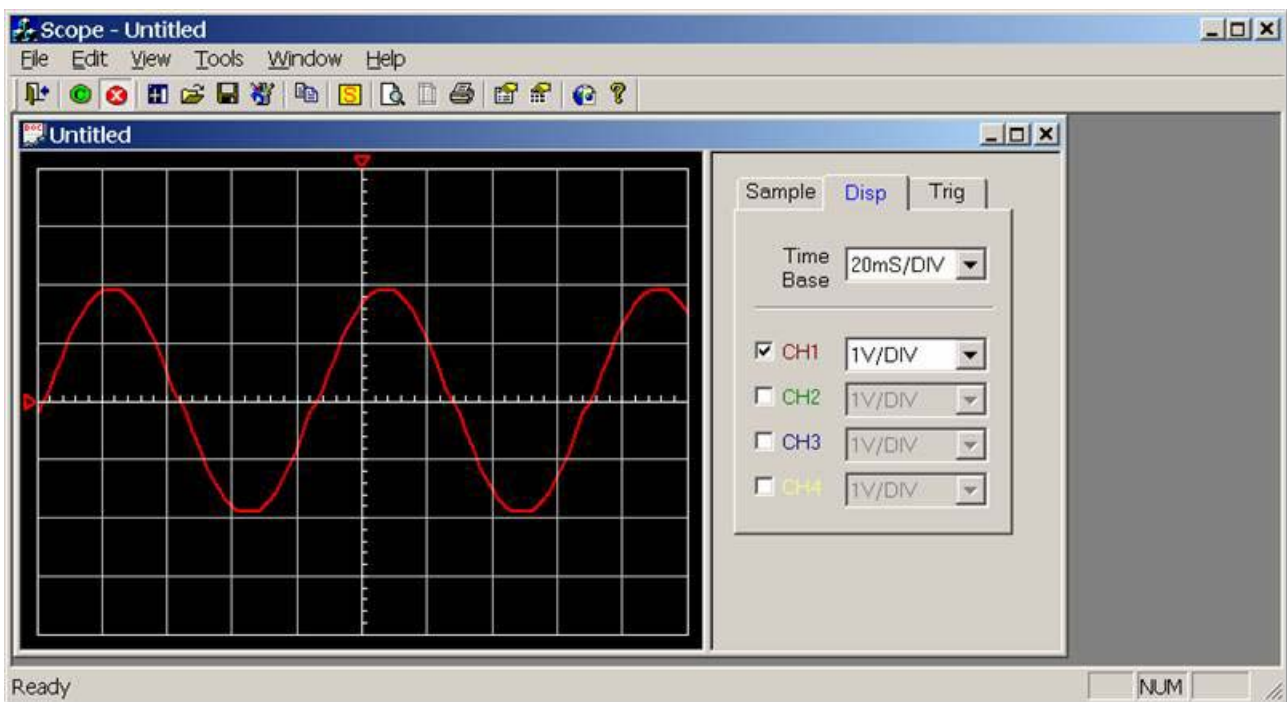 Scope - Untitled
File Edit View Tools Window Help
Untitled
Sample Disp Trig
Time Base 20mS/DIV
CH1 1V/DIV
CH2 1V/DIV
CH3 1V/DIV
CH4 1V/DIV
Ready NUM